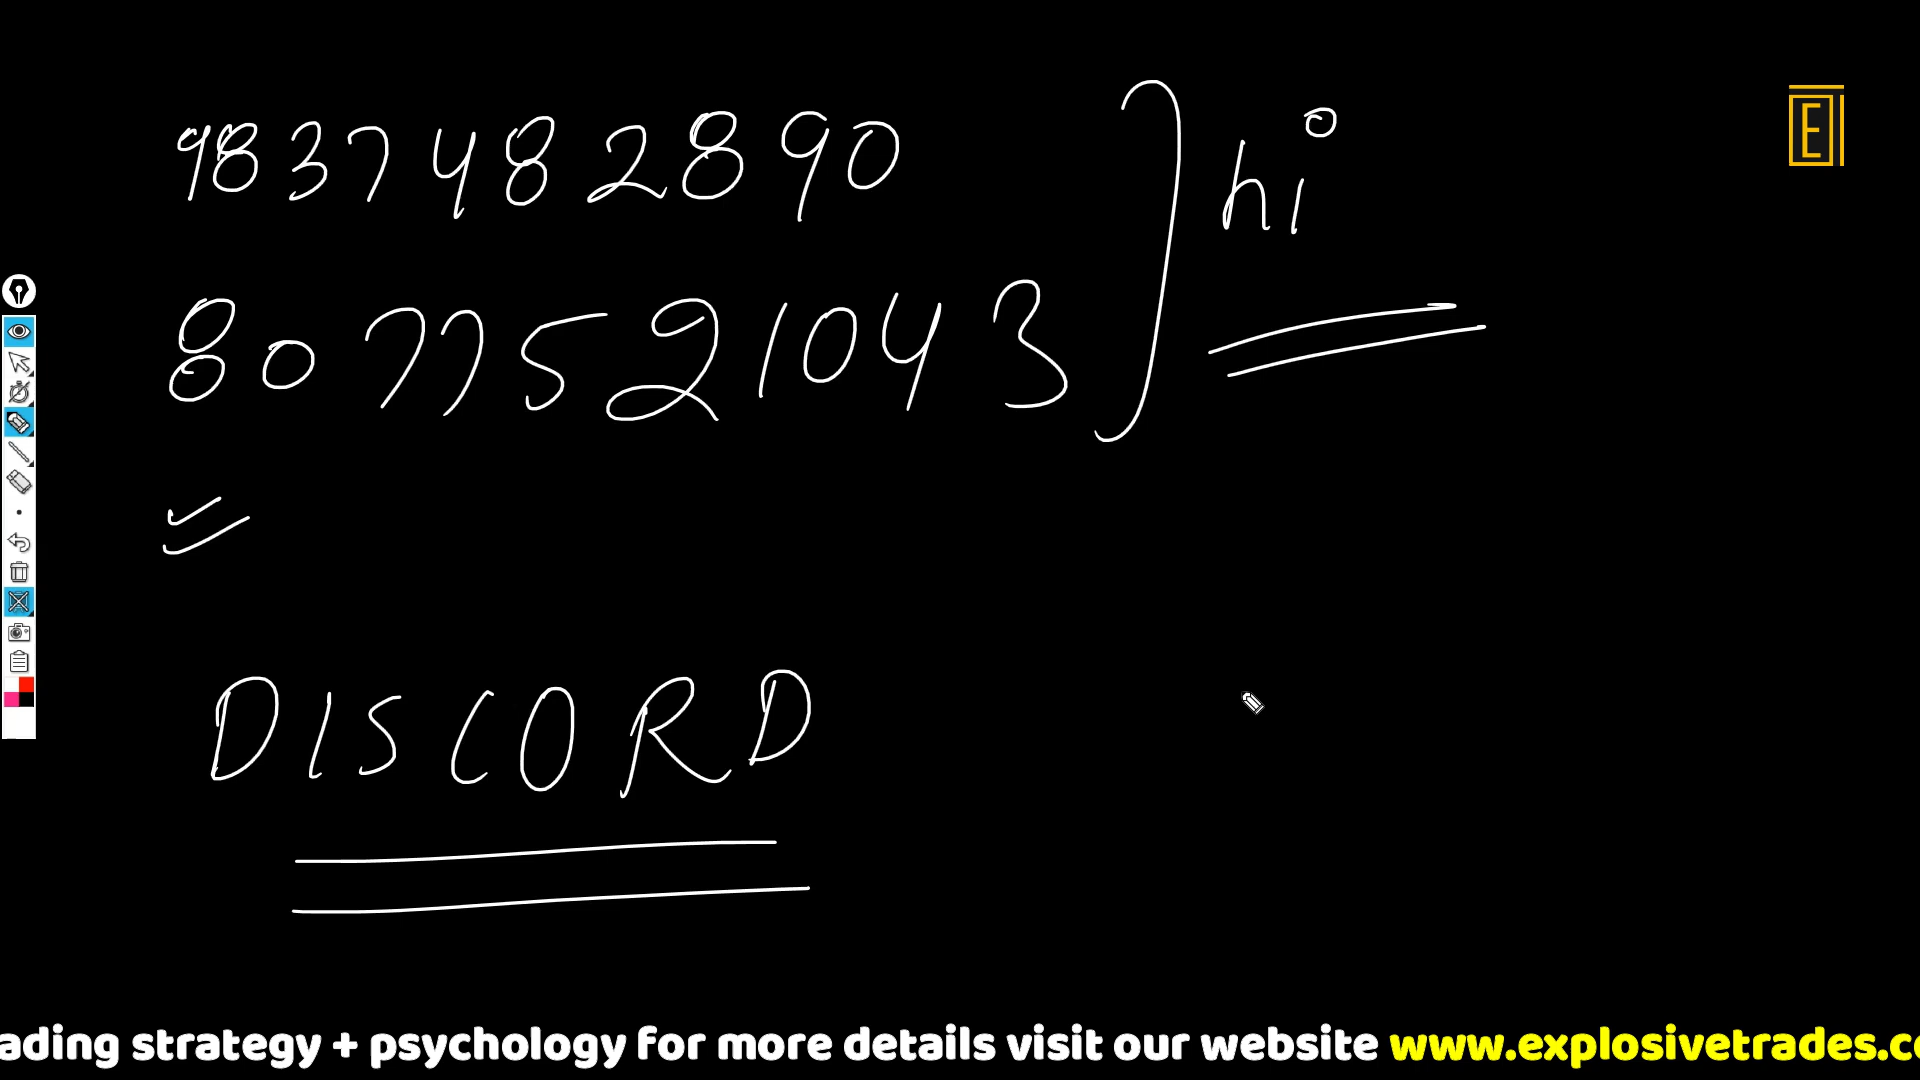 9837482890
8077521043
hi
DISCORD
E
ading strategy + psychology for more details visit our website www.explosivetrades.c